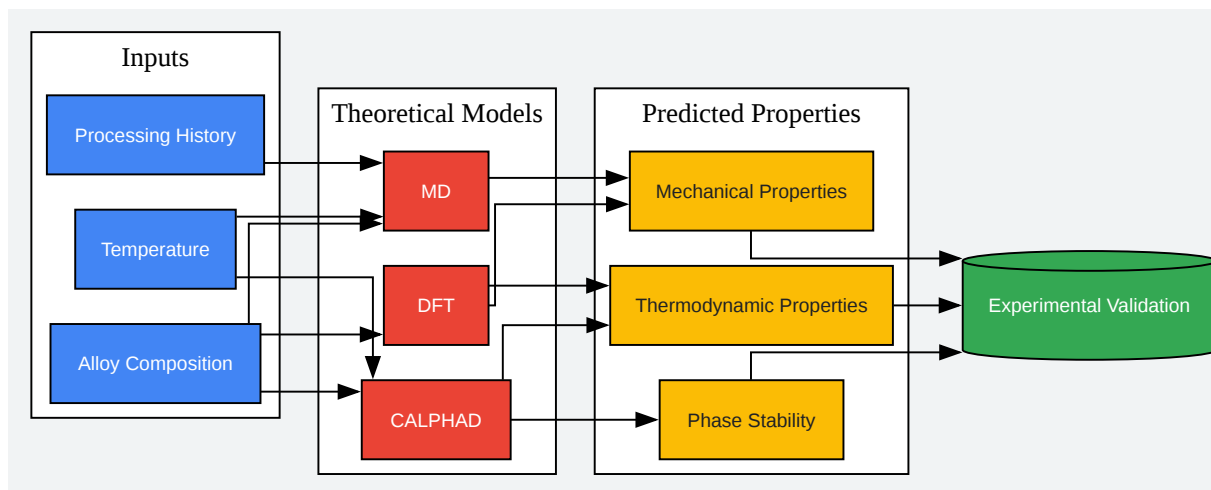 Inputs
Processing History
Temperature
Alloy Composition
Theoretical Models
MD
DFT
CALPHAD
Predicted Properties
Mechanical Properties
Thermodynamic Properties
Phase Stability
Experimental Validation